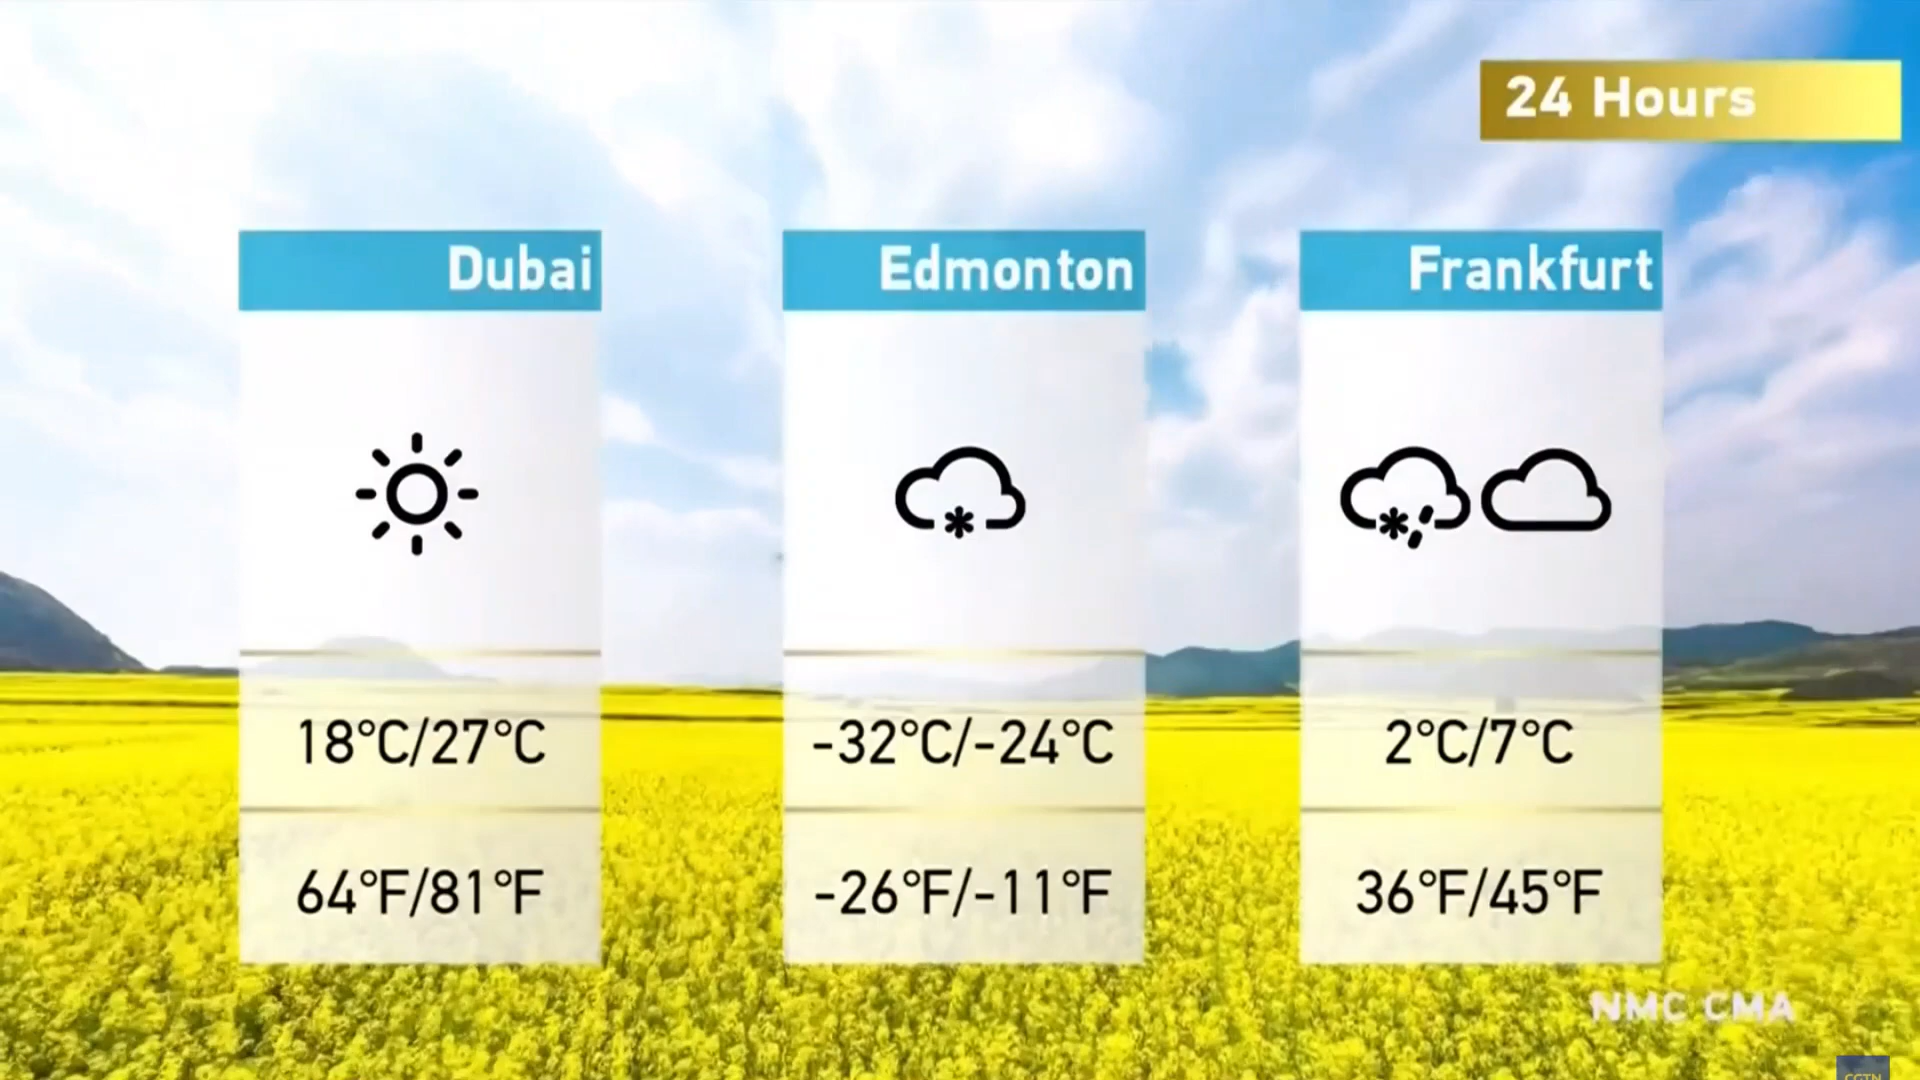 24 Hours
Dubai
18°C/27°C
64°F/81°F
Edmonton
-32°C/-24°C
-26°F/-11°F
Frankfurt
2°C/7°C
36°F/45°F
NMC CMA
CGTN